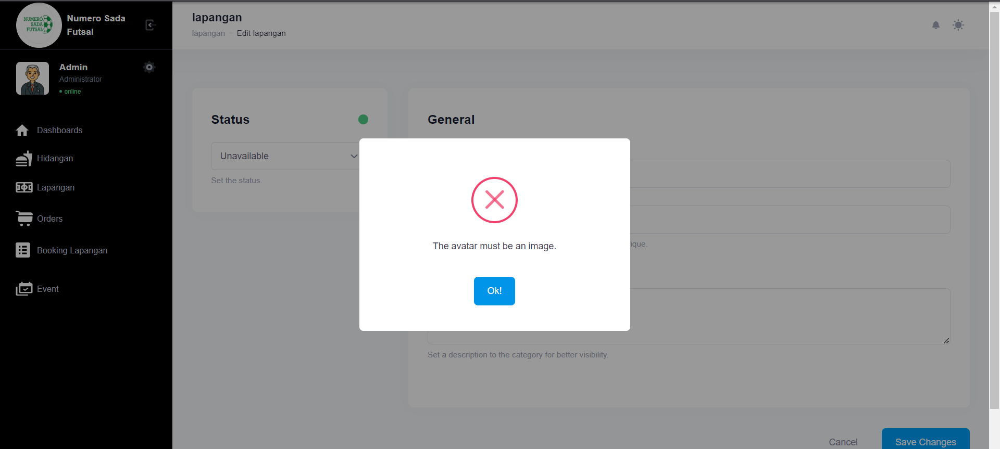 NUMERO
SADA
FUTSAL
Numero Sada
Futsal
Admin
Administrator
online
Dashboards
Hidangan
Lapangan
Orders
Booking Lapangan
Event
lapangan
lapangan - Edit lapangan
Status
Unavailable
Set the status.
General
Set a description to the category for better visibility.
The avatar must be an image.
Ok!
Cancel
Save Changes